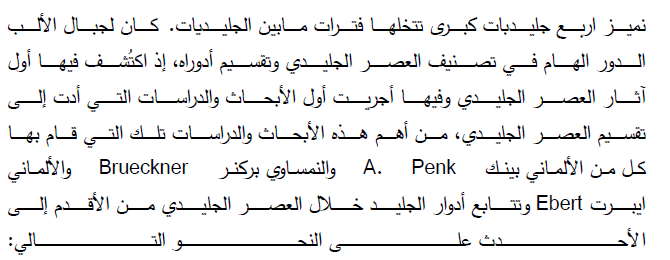 نميز اربع جليدبات كبرى تتخلها فترات مابين الجليديات. كان لجبال الألب
الدور الهام في تصنيف العصر الجليدي وتقسيم أدوراه، إذ اكتُشف فيها أول
آثار العصر الجليدي وفيها أجريت أول الأبحاث والدراسات التي أدت إلى
تقسيم العصر الجليدي، من أهم هذه الأبحاث والدراسات تلك التي قام بها
كل من الألماني بينك A. Penk والنمساوي بركنر Brueckner والألماني
ايبرت Ebert وتتابع أدوار الجليد خلال العصر الجليدي من الأقدم إلى
الأحدث على النحو التالي: